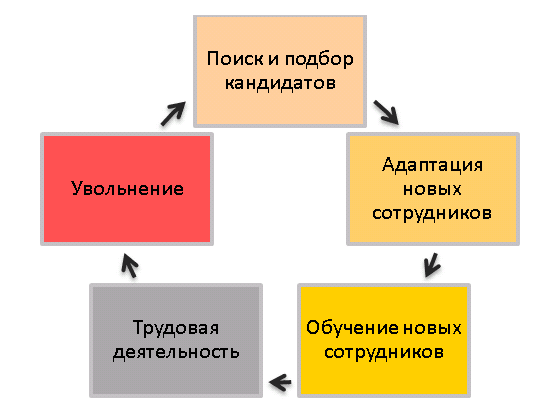 Поиск и подбор
кандидатов
Адаптация
новых
сотрудников
Обучение новых
сотрудников
Трудовая
деятельность
Увольнение